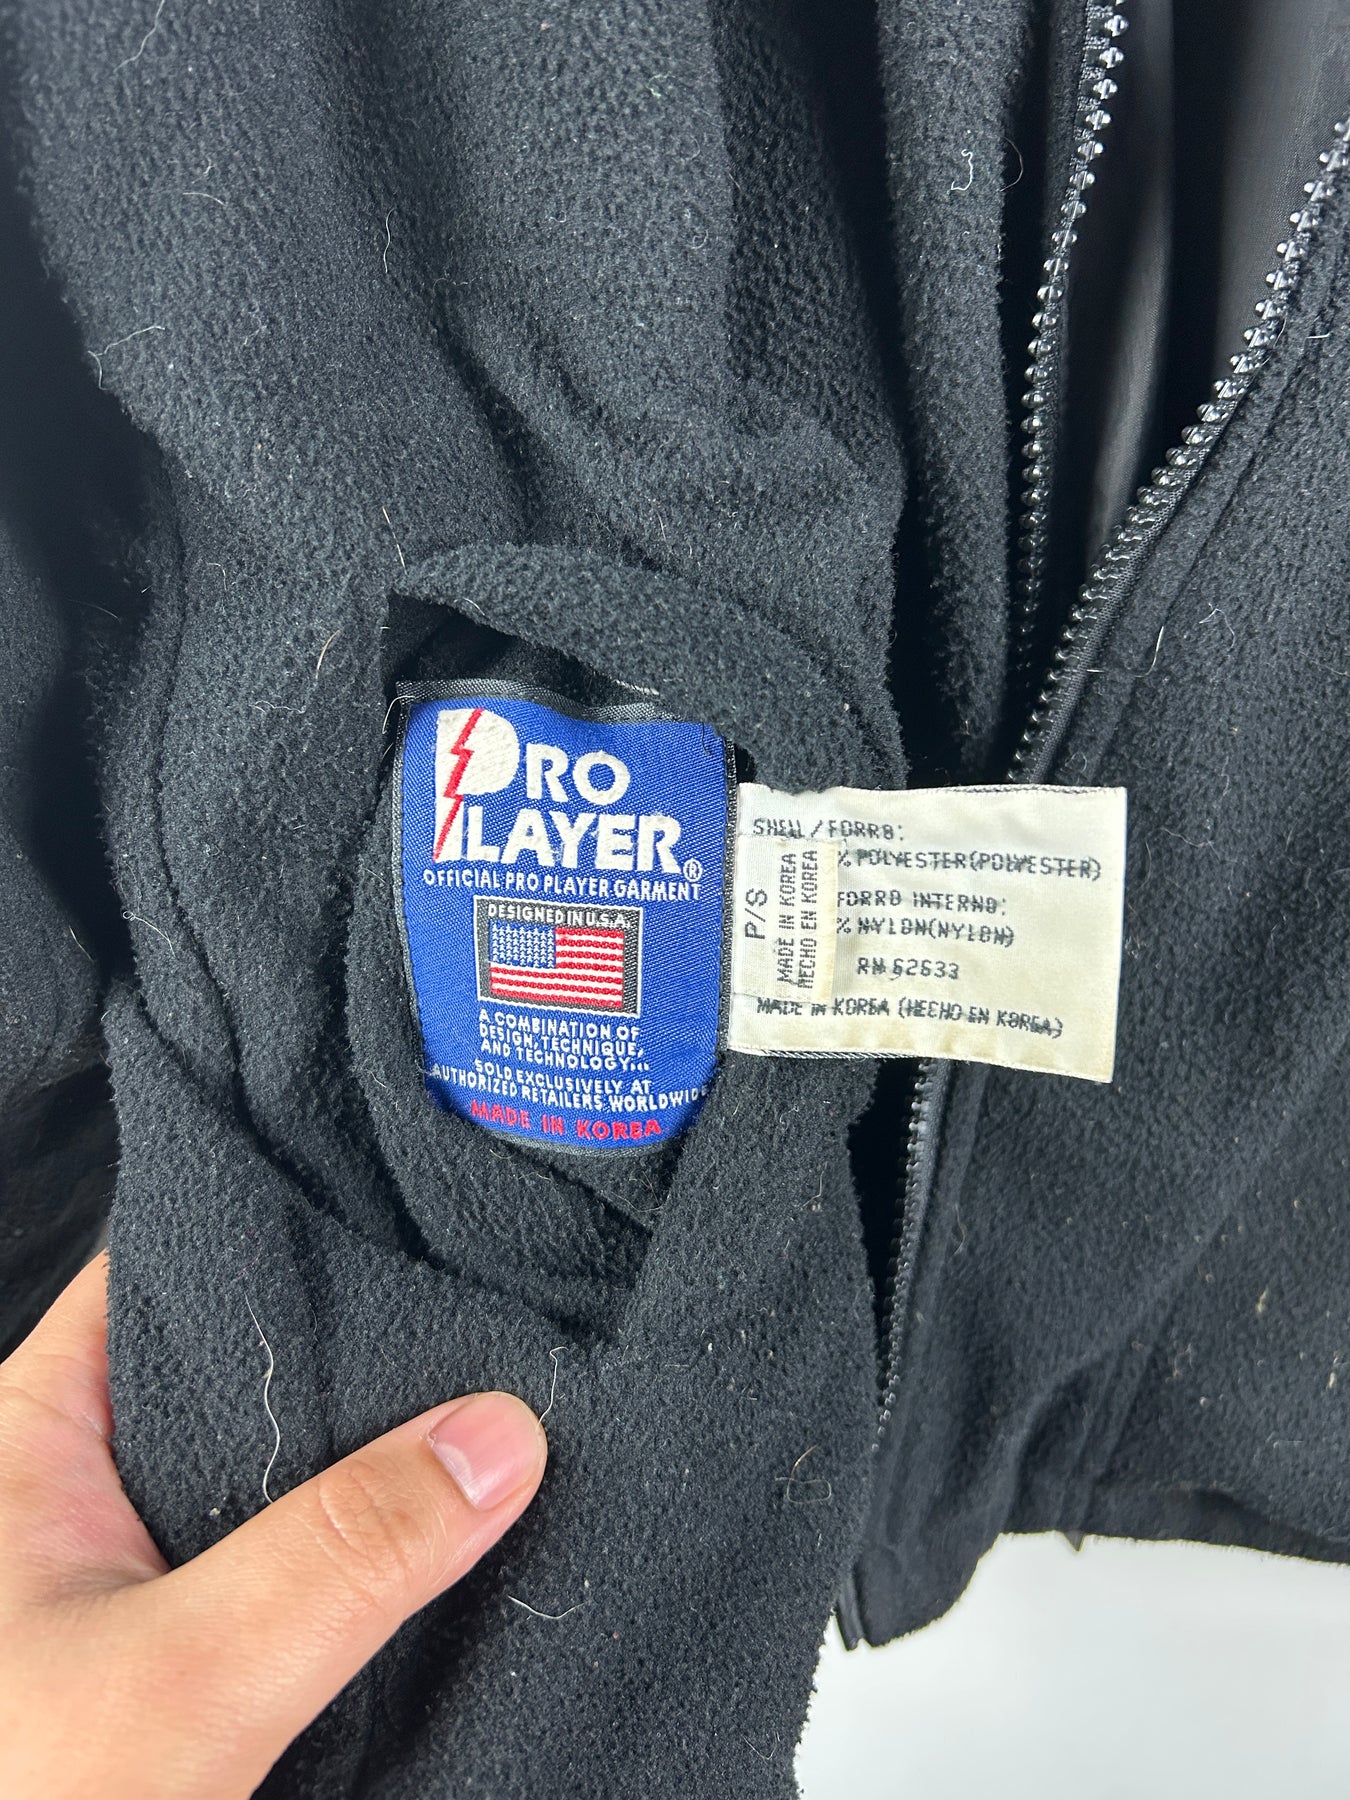 PRO
PLAYER®
OFFICIAL PRO PLAYER GARMENT
DESIGNED IN U.S.A.
A COMBINATION OF
DESIGN, TECHNIQUE,
AND TECHNOLOGY...
SOLD EXCLUSIVELY AT
AUTHORIZED RETAILERS WORLDWIDE
MADE IN KOREA
SHELL / FORRO:
% POLYESTER(POLYESTER)
FORRO INTERNO:
% NYLON(NYLON)
RN 62633
MADE IN KOREA (HECHO EN KOREA)
P/S
MADE IN KOREA
HECHO EN KOREA